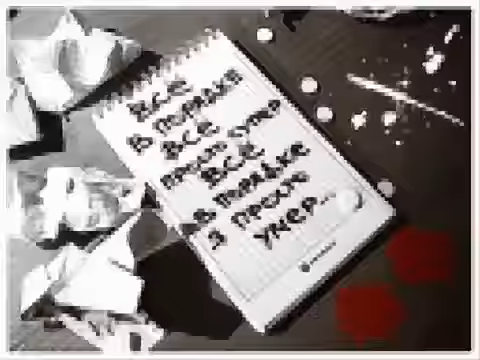 ВСЁ
В ПОРЯДКЕ
ВСЁ
ПРОСТО СУПЕР
ВСЁ
В ПОРЯДКЕ
Я ПРОСТО
УМЕР...